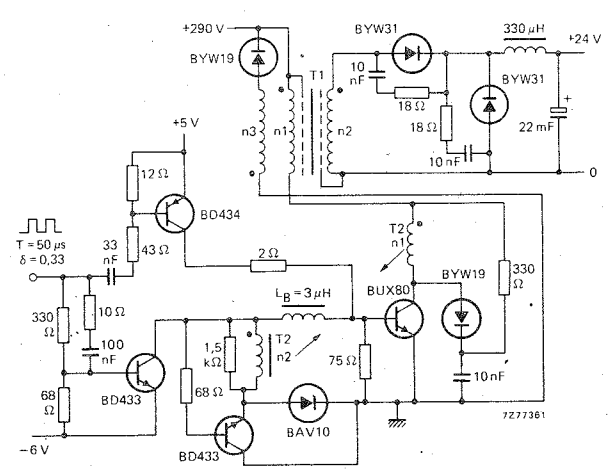 +290 V
BYW19
BYW31
330 μH
+24 V
T1
10
nF
BYW31
18 Ω
18 Ω
+
22 mF
n3
n1
n2
10nF
0
+5 V
12 Ω
BD434
T = 50 μs
δ = 0,33
33
nF
43 Ω
2 Ω
T2
n1
BYW19
330
Ω
BUX80
L_B = 3 μH
330
Ω
10 Ω
100
nF
1,5
kΩ
T2
n2
75 Ω
10 nF
68
Ω
BD433
68 Ω
BAV10
7Z77361
−6 V
BD433